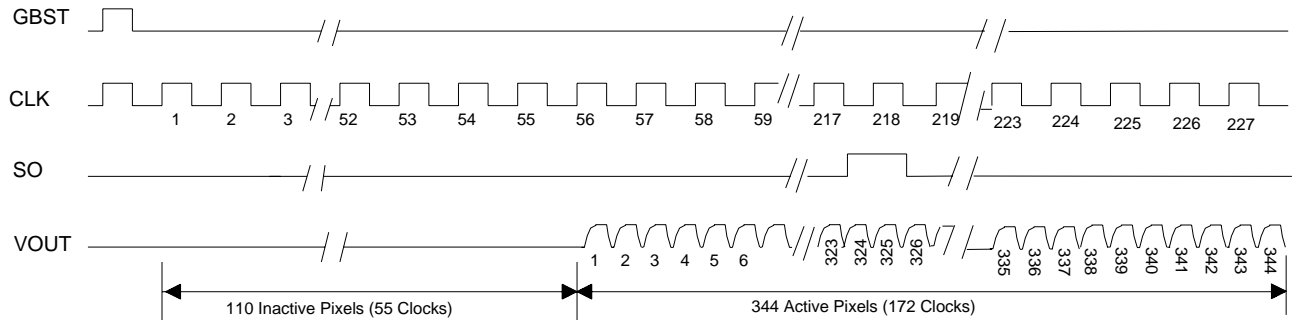 GBST
CLK
1 2 3 52 53 54 55 56 57 58 59 217 218 219 223 224 225 226 227
SO
VOUT
1 2 3 4 5 6 323 324 325 326 335 336 337 338 339 340 341 342 343 344
110 Inactive Pixels (55 Clocks) 344 Active Pixels (172 Clocks)